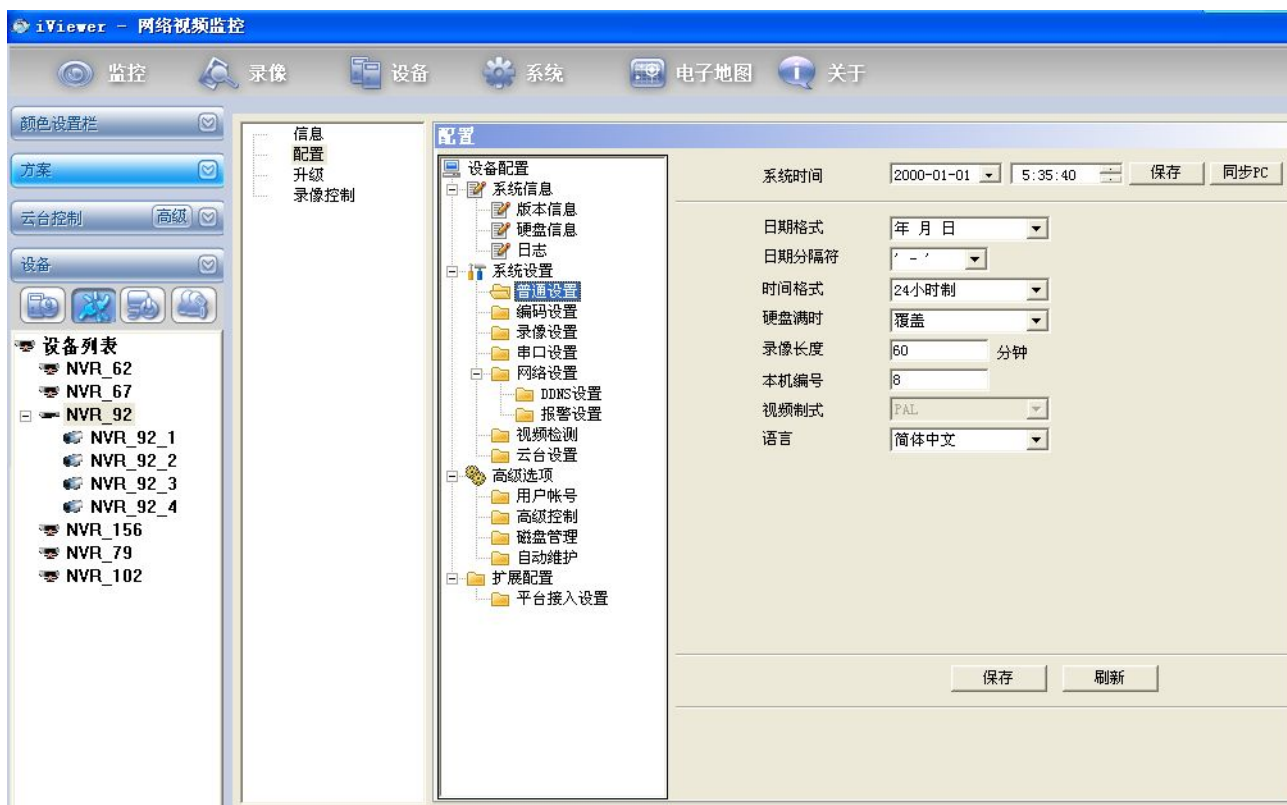 iViewer - 网络视频监控
监控 录像 设备 系统 电子地图 关于
颜色设置栏
方案
云台控制 高级
设备
设备列表
NVR_62
NVR_67
NVR_92
NVR_92_1
NVR_92_2
NVR_92_3
NVR_92_4
NVR_156
NVR_79
NVR_102
信息
配置
升级
录像控制
配置
设备配置
系统信息
版本信息
硬盘信息
日志
系统设置
普通设置
编码设置
录像设置
串口设置
网络设置
DDNS设置
报警设置
视频检测
云台设置
高级选项
用户帐号
高级控制
磁盘管理
自动维护
扩展配置
平台接入设置
系统时间 2000-01-01 5:35:40 保存 同步PC
日期格式 年 月 日
日期分隔符 ' - '
时间格式 24小时制
硬盘满时 覆盖
录像长度 60 分钟
本机编号 8
视频制式 PAL
语言 简体中文
保存 刷新